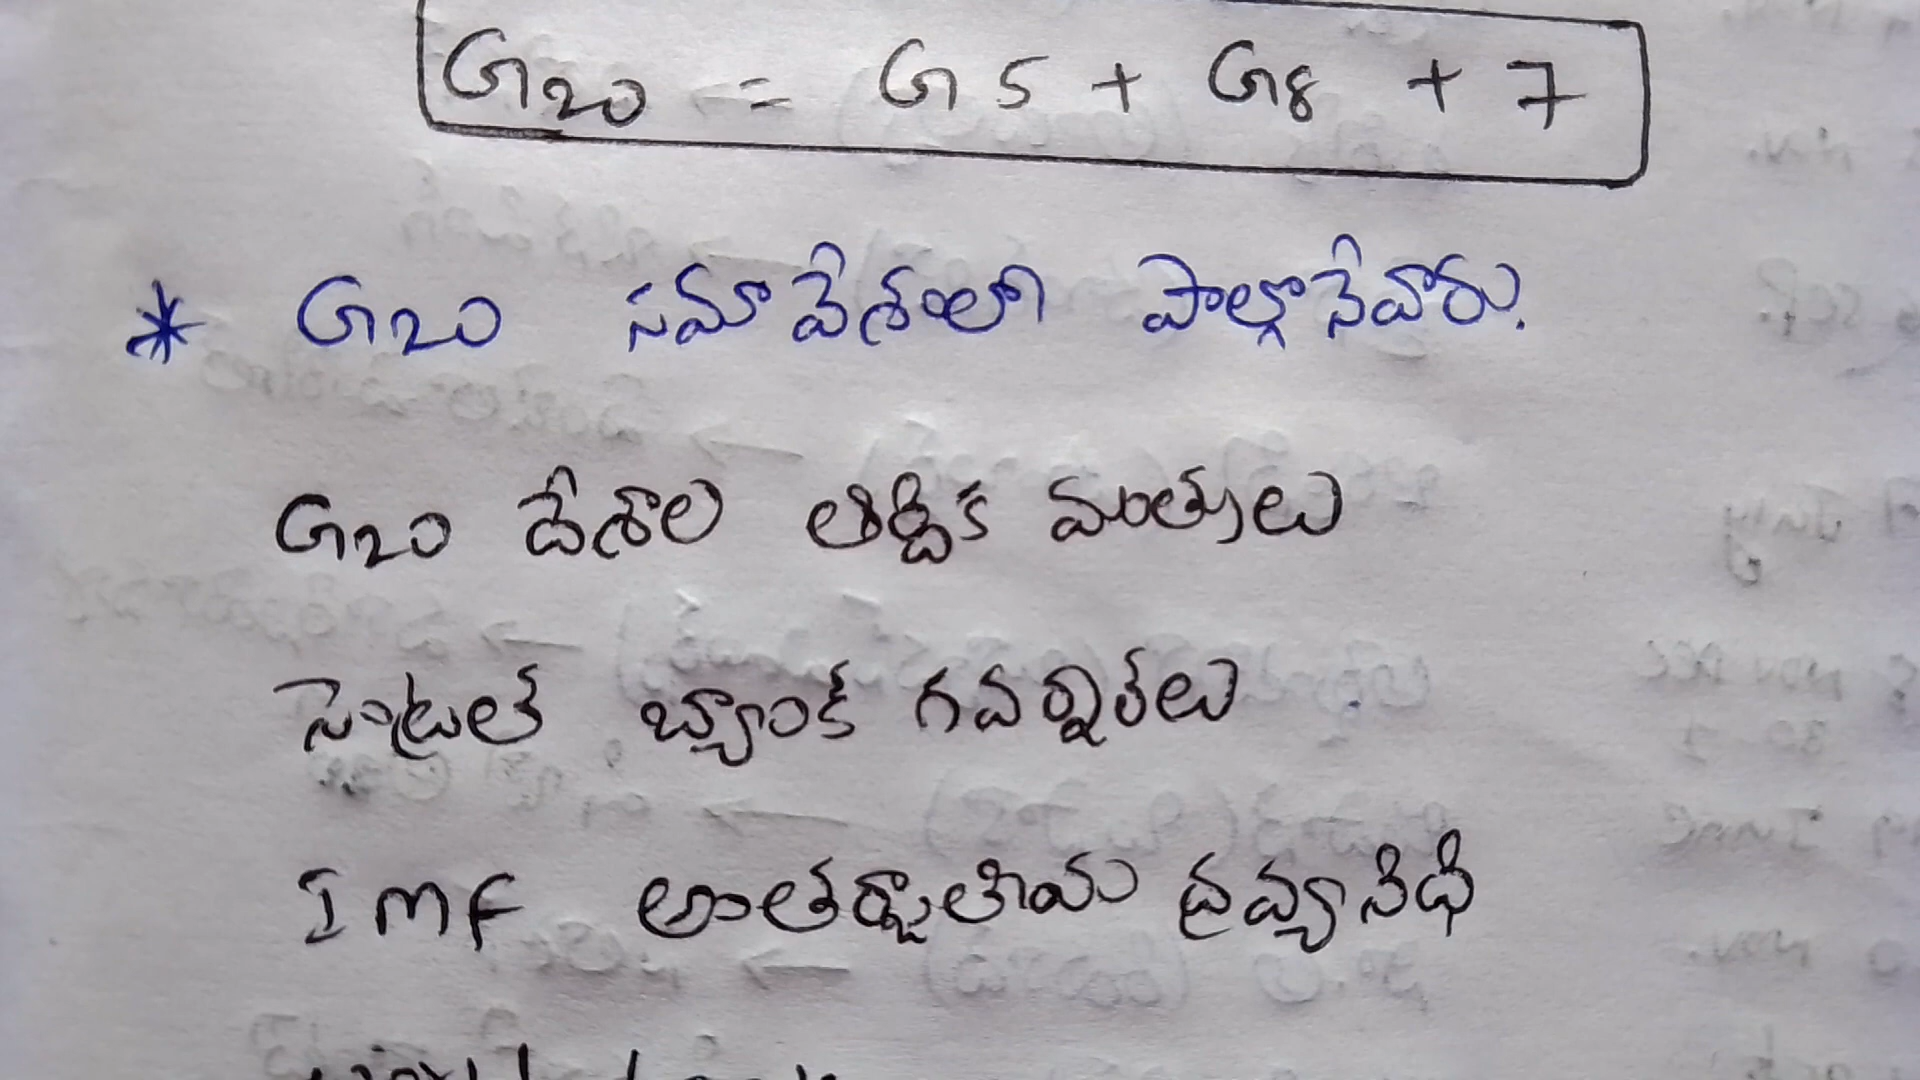 G20 = G5 + G8 + 7
* G20 సమావేశంలో పాల్గొనేవారు.
G20 దేశాల ఆర్థిక మంత్రులు
సెంట్రల్ బ్యాంక్ గవర్నర్‌లు
IMF అంతర్జాతీయ ద్రవ్యనిధి